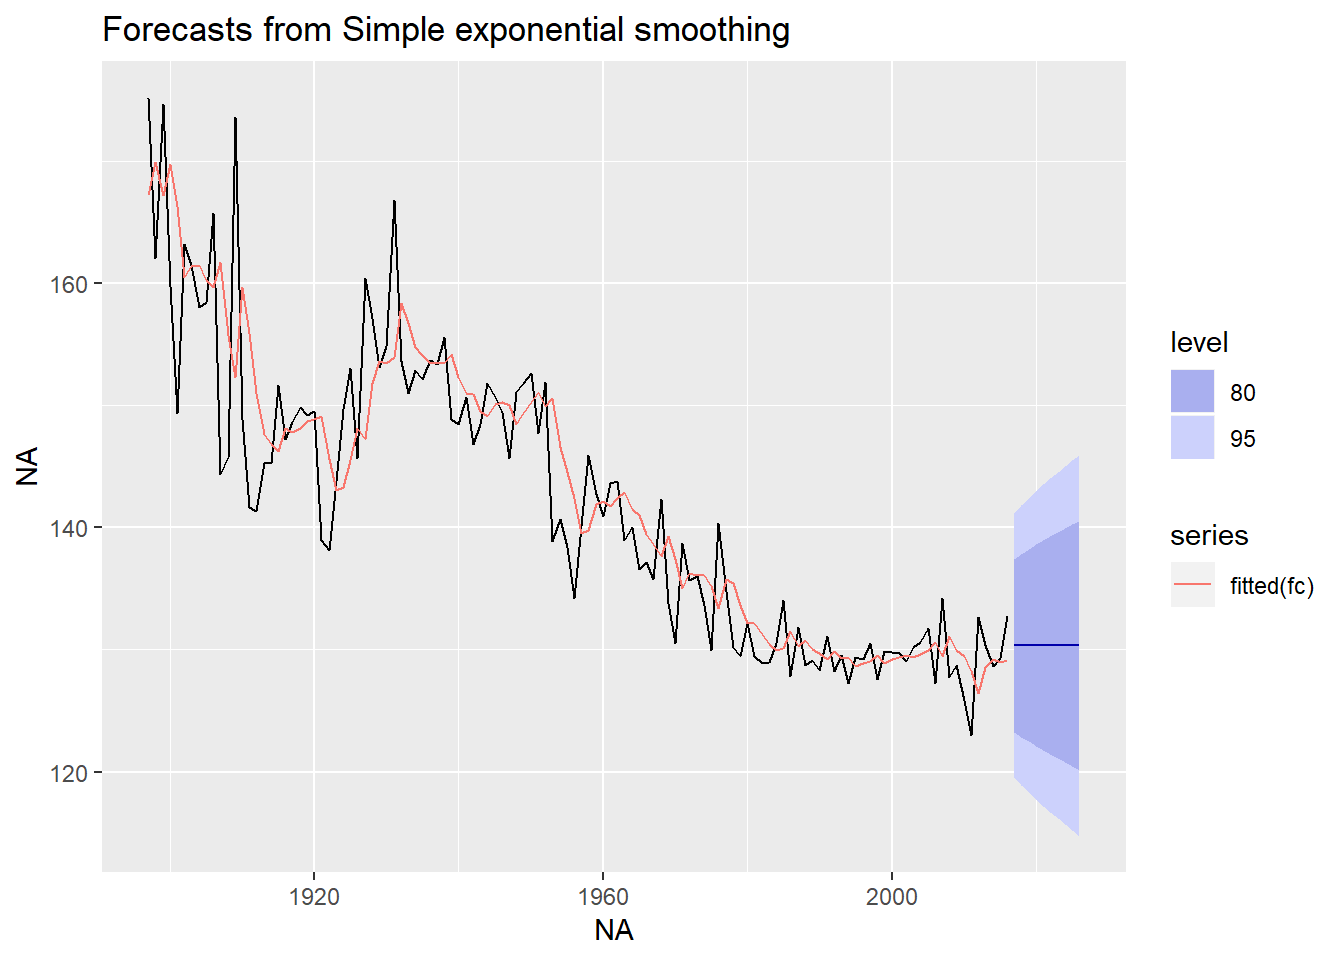 Forecasts from Simple exponential smoothing
160
140
120
NA
1920
1960
2000
NA
level
80
95
series
fitted(fc)